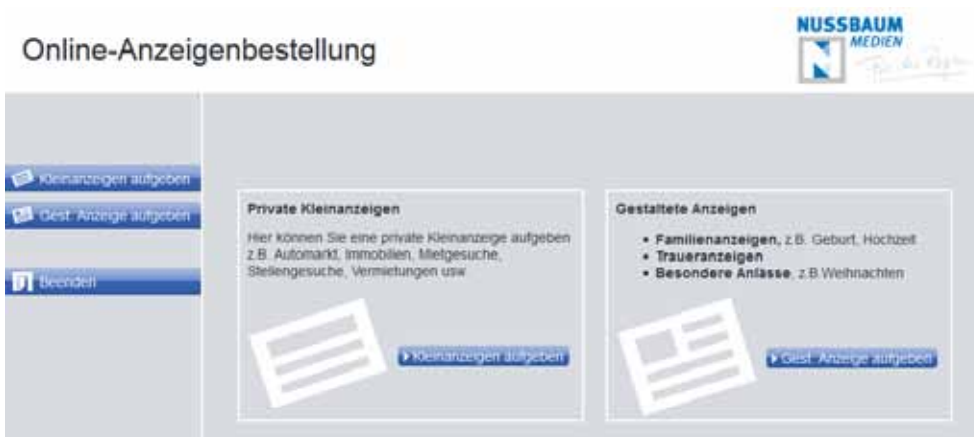 Online-Anzeigenbestellung
NUSSBAUM
MEDIEN
Kleinanzeigen aufgeben
Gest. Anzeige aufgeben
Beenden
Private Kleinanzeigen
Hier können Sie eine private Kleinanzeige aufgeben
z.B. Automarkt, Immobilien, Mietgesuche,
Stellengesuche, Vermietungen usw
Kleinanzeigen aufgeben
Gestaltete Anzeigen
• Familienanzeigen, z.B. Geburt, Hochzeit
• Traueranzeigen
• Besondere Anlässe, z.B.Weihnachten
Gest. Anzeige aufgeben